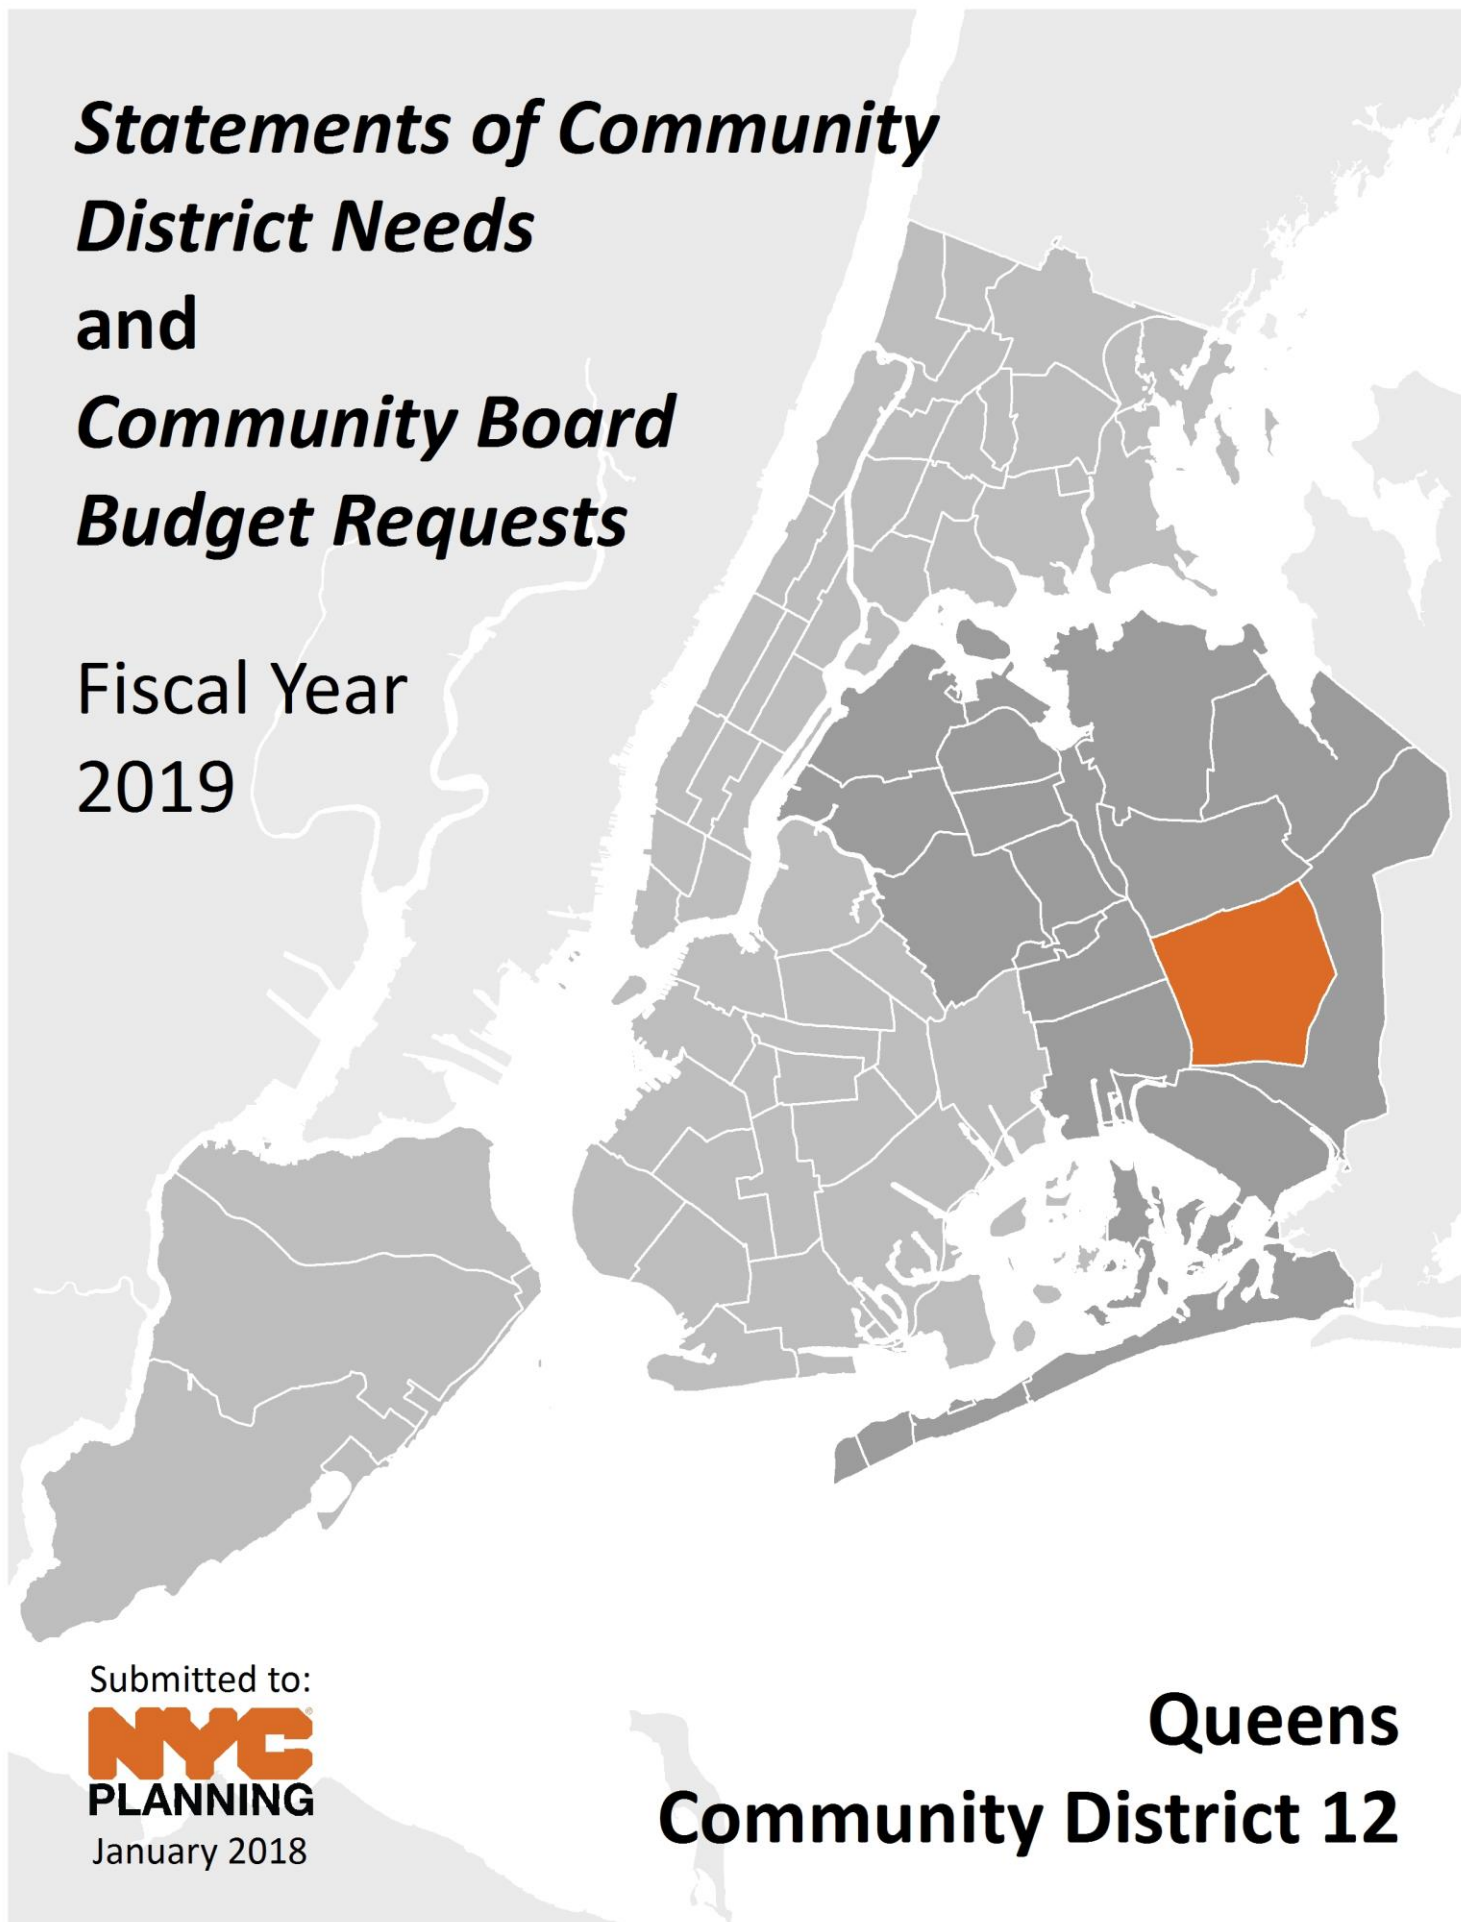 Statements of Community
District Needs
and
Community Board
Budget Requests
Fiscal Year
2019
Submitted to:
NYC
PLANNING
January 2018
Queens
Community District 12